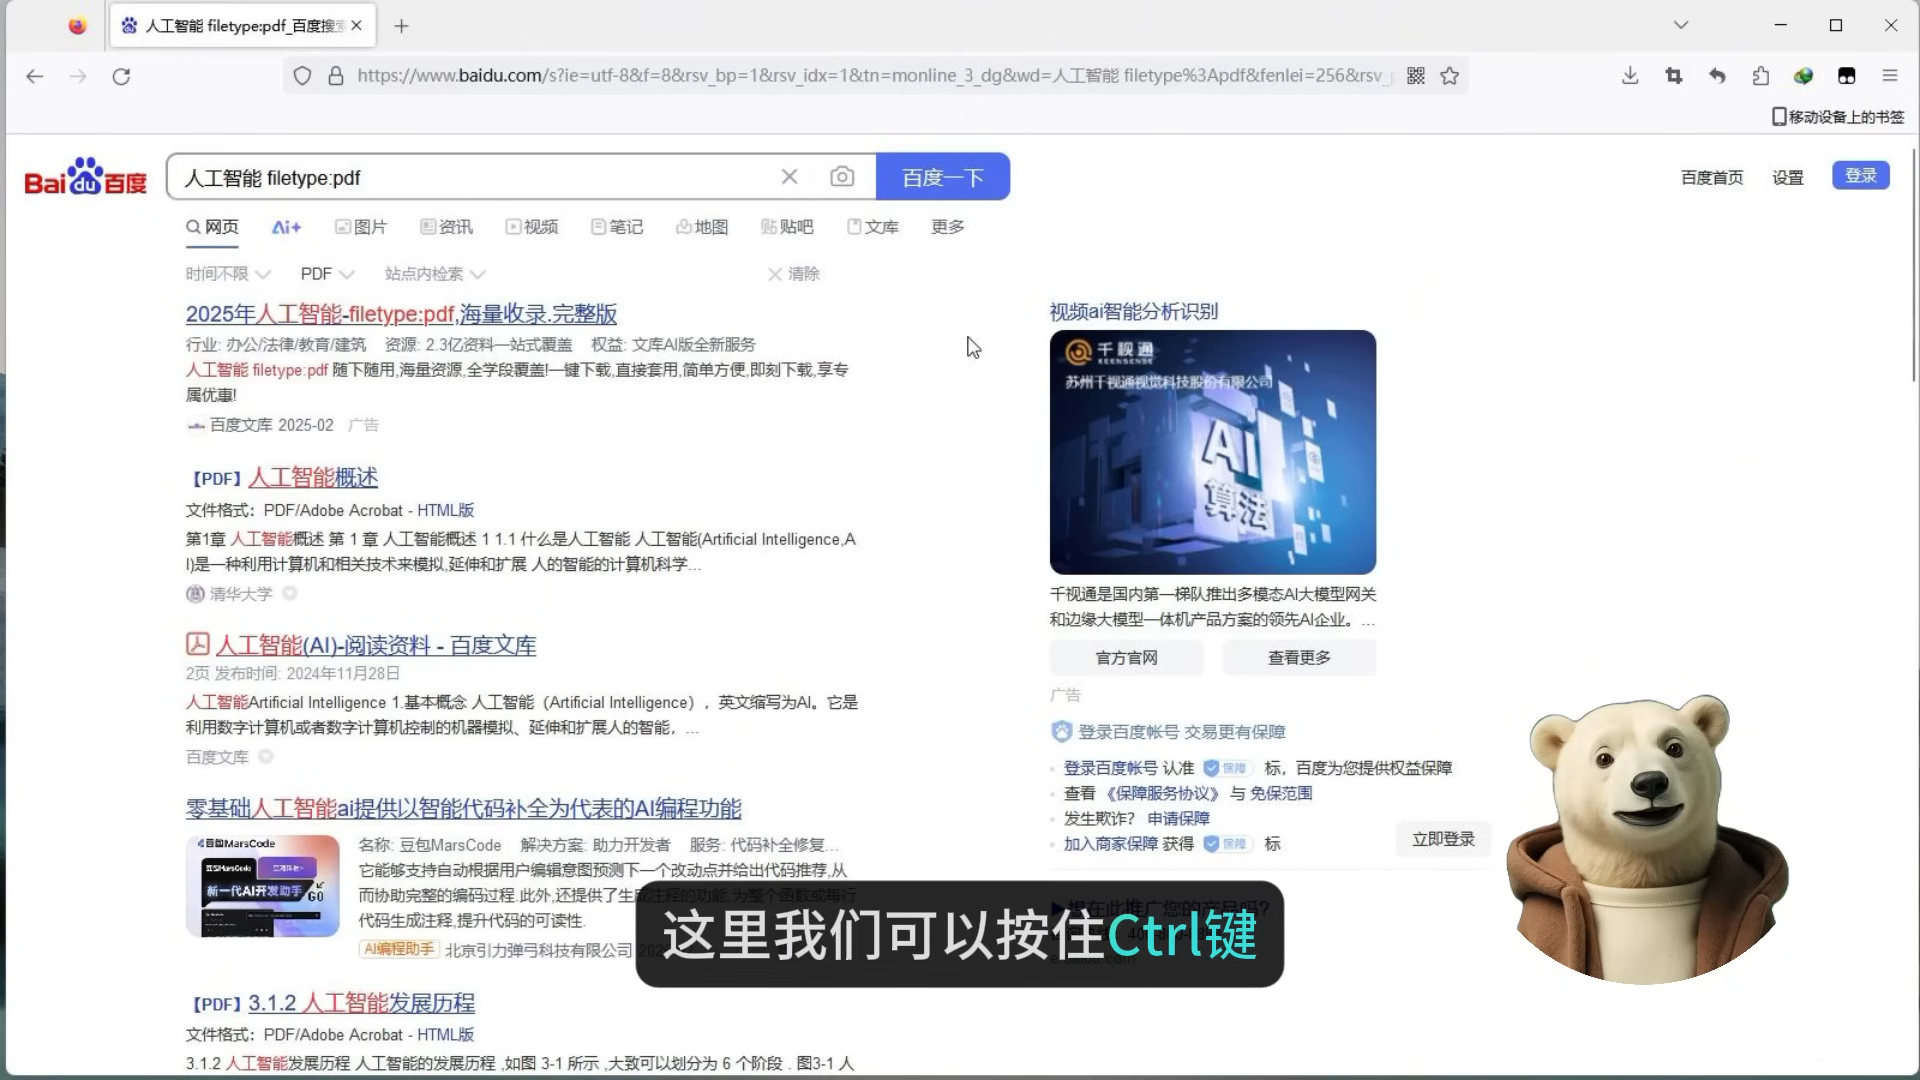 人工智能 filetype:pdf_百度搜索
https://www.baidu.com/s?ie=utf-8&f=8&rsv_bp=1&rsv_idx=1&tn=monline_3_dg&wd=人工智能 filetype%3Apdf&fenlei=256&rsv_
移动设备上的书签
Bai du 百度
人工智能 filetype:pdf
百度一下
百度首页 设置 登录
网页 Ai+ 图片 资讯 视频 笔记 地图 贴吧 文库 更多
时间不限 PDF 站点内检索 清除
2025年人工智能-filetype:pdf,海量收录.完整版
行业: 办公/法律/教育/建筑 资源: 2.3亿资料一站式覆盖 权益: 文库AI版全新服务
人工智能 filetype:pdf 随下随用,海量资源,全学段覆盖!一键下载,直接套用,简单方便,即刻下载,享专
属优惠!
百度文库 2025-02 广告
【PDF】人工智能概述
文件格式：PDF/Adobe Acrobat - HTML版
第1章 人工智能概述 第 1 章 人工智能概述 1 1.1 什么是人工智能 人工智能(Artificial Intelligence,A
I)是一种利用计算机和相关技术来模拟,延伸和扩展 人的智能的计算机科学...
清华大学
人工智能(AI)-阅读资料 - 百度文库
2页 发布时间: 2024年11月28日
人工智能Artificial Intelligence 1.基本概念 人工智能（Artificial Intelligence），英文缩写为AI。它是
利用数字计算机或者数字计算机控制的机器模拟、延伸和扩展人的智能，...
百度文库
零基础人工智能ai提供以智能代码补全为代表的AI编程功能
豆包MarsCode
新一代AI开发助手
GO
名称: 豆包MarsCode 解决方案: 助力开发者 服务: 代码补全修复...
它能够支持自动根据用户编辑意图预测下一个改动点并给出代码推荐,从
而协助完整的编码过程.此外,还提供了生成注释的功能,为整个函数或每行
代码生成注释,提升代码的可读性.
AI编程助手 北京引力弹弓科技有限公司
【PDF】3.1.2 人工智能发展历程
文件格式：PDF/Adobe Acrobat - HTML版
3.1.2 人工智能发展历程 人工智能的发展历程 ,如图 3-1 所示 ,大致可以划分为 6 个阶段 . 图3-1 人
视频ai智能分析识别
千视通
KEENSENSE
苏州千视通视觉科技股份有限公司
AI
算法
千视通是国内第一梯队推出多模态AI大模型网关
和边缘大模型一体机产品方案的领先AI企业。...
官方官网 查看更多
广告
登录百度帐号 交易更有保障
登录百度帐号 认准 保障 标，百度为您提供权益保障
查看 《保障服务协议》 与 免保范围
发生欺诈？ 申请保障
加入商家保障 获得 保障 标
立即登录
这里我们可以按住Ctrl键